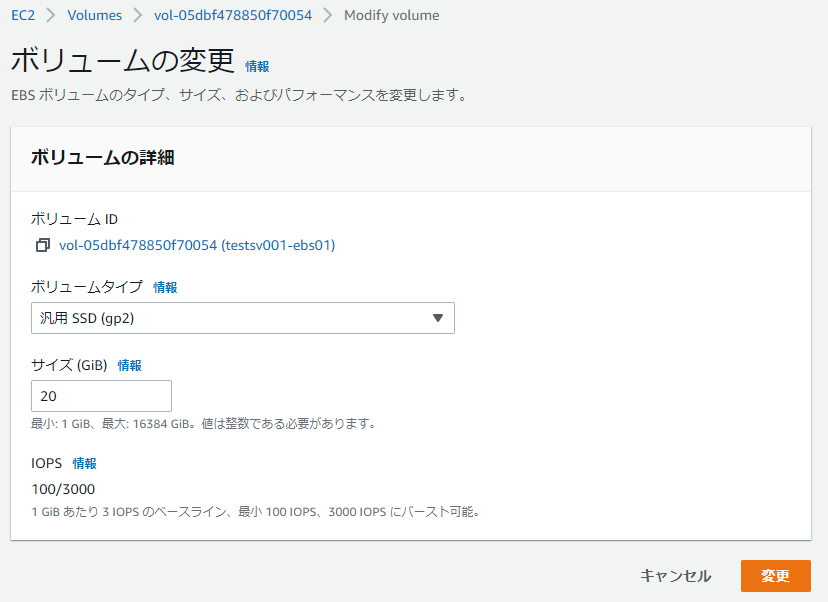 EC2 > Volumes > vol-05dbf478850f70054 > Modify volume
ボリュームの変更 情報
EBS ボリュームのタイプ、サイズ、およびパフォーマンスを変更します。
ボリュームの詳細
ボリューム ID
vol-05dbf478850f70054 (testsv001-ebs01)
ボリュームタイプ 情報
汎用 SSD (gp2)
サイズ (GiB) 情報
20
最小: 1 GiB、最大: 16384 GiB。値は整数である必要があります。
IOPS 情報
100/3000
1 GiB あたり 3 IOPS のベースライン、最小 100 IOPS、3000 IOPS にバースト可能。
キャンセル 変更